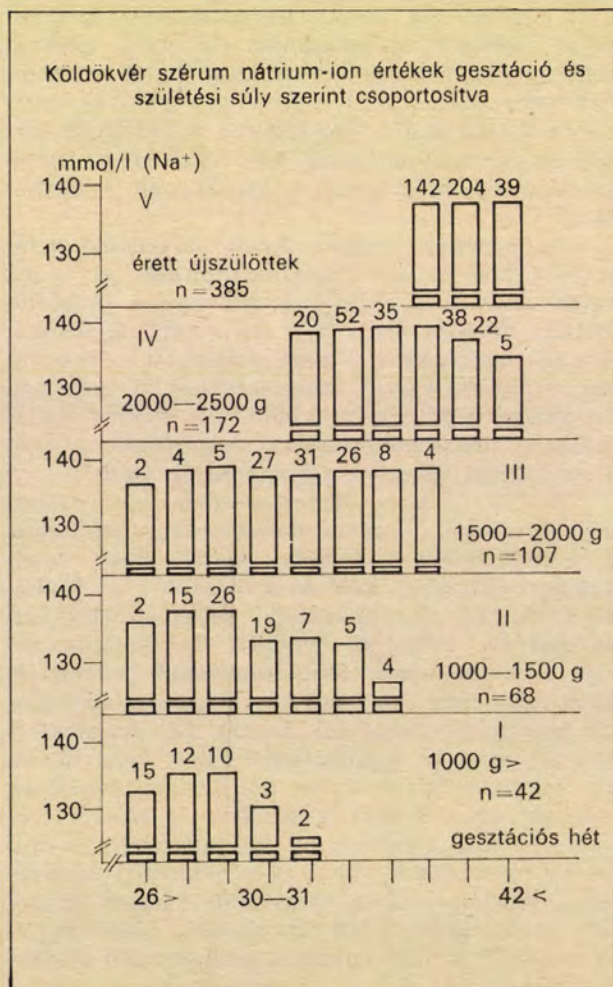 Köldökvér szérum nátrium-ion értékek gesztáció és
születési súly szerint csoportosítva
mmol/l (Na⁺)
140
130
V
142 204 39
érett újszülöttek
n=385
140
130
IV
20 52 35 38 22 5
2000—2500 g
n=172
140
130
2 4 5 27 31 26 8 4
III
1500—2000 g
n=107
140
130
2 15 26 19 7 5 4
II
1000—1500 g
n=68
140
130
15 12 10 3 2
I
1000 g>
n=42
gesztációs hét
26 > 30—31 42 <